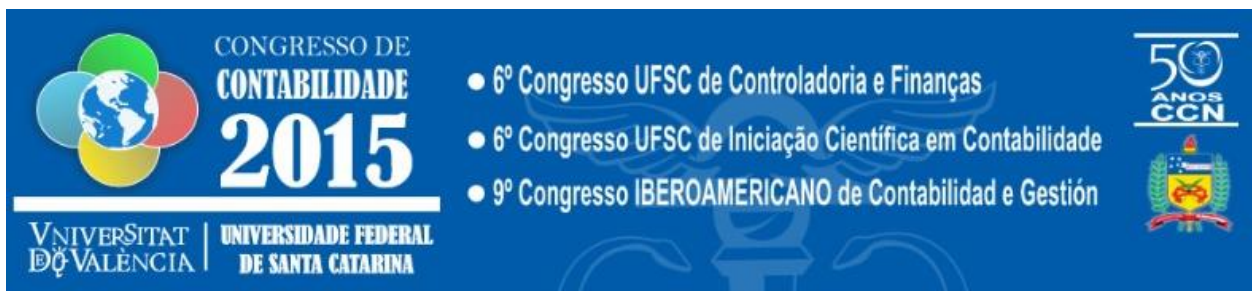 CONGRESSO DE
CONTABILIDADE
2015
VNIVERSITAT
DE VALÈNCIA
UNIVERSIDADE FEDERAL
DE SANTA CATARINA
● 6º Congresso UFSC de Controladoria e Finanças
● 6º Congresso UFSC de Iniciação Científica em Contabilidade
● 9º Congresso IBEROAMERICANO de Contabilidad e Gestión
50
ANOS
CCN